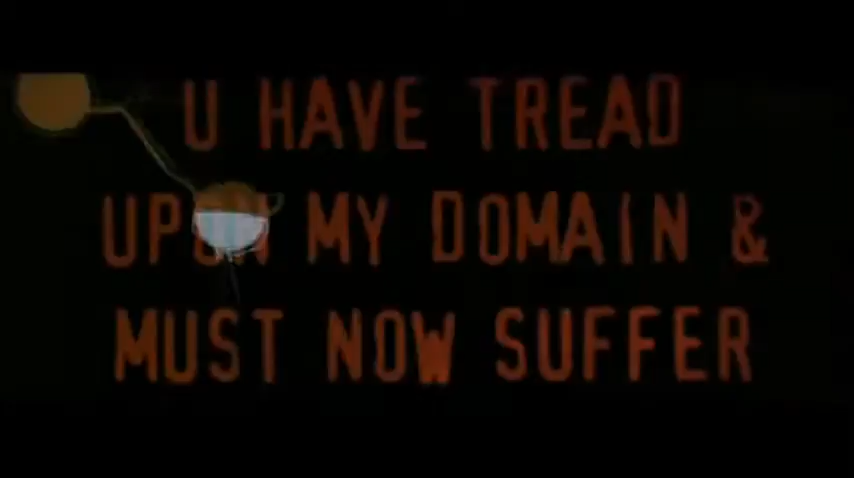 U HAVE TREAD
UPON MY DOMAIN &
MUST NOW SUFFER